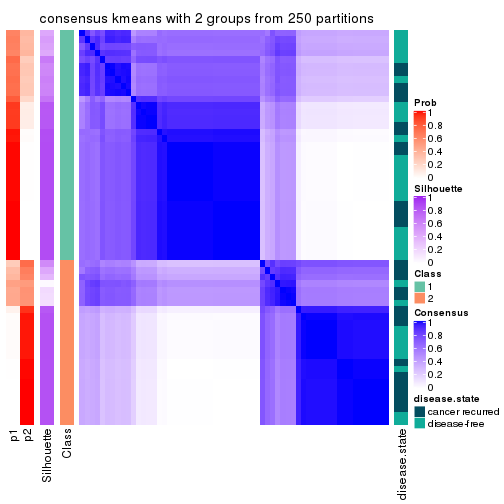 consensus kmeans with 2 groups from 250 partitions
Prob
1
0.8
0.6
0.4
0.2
0
Silhouette
1
0.8
0.6
0.4
0.2
0
Class
1
2
Consensus
1
0.8
0.6
0.4
0.2
0
disease.state
cancer recurred
disease-free
p1
p2
Silhouette
Class
disease.state